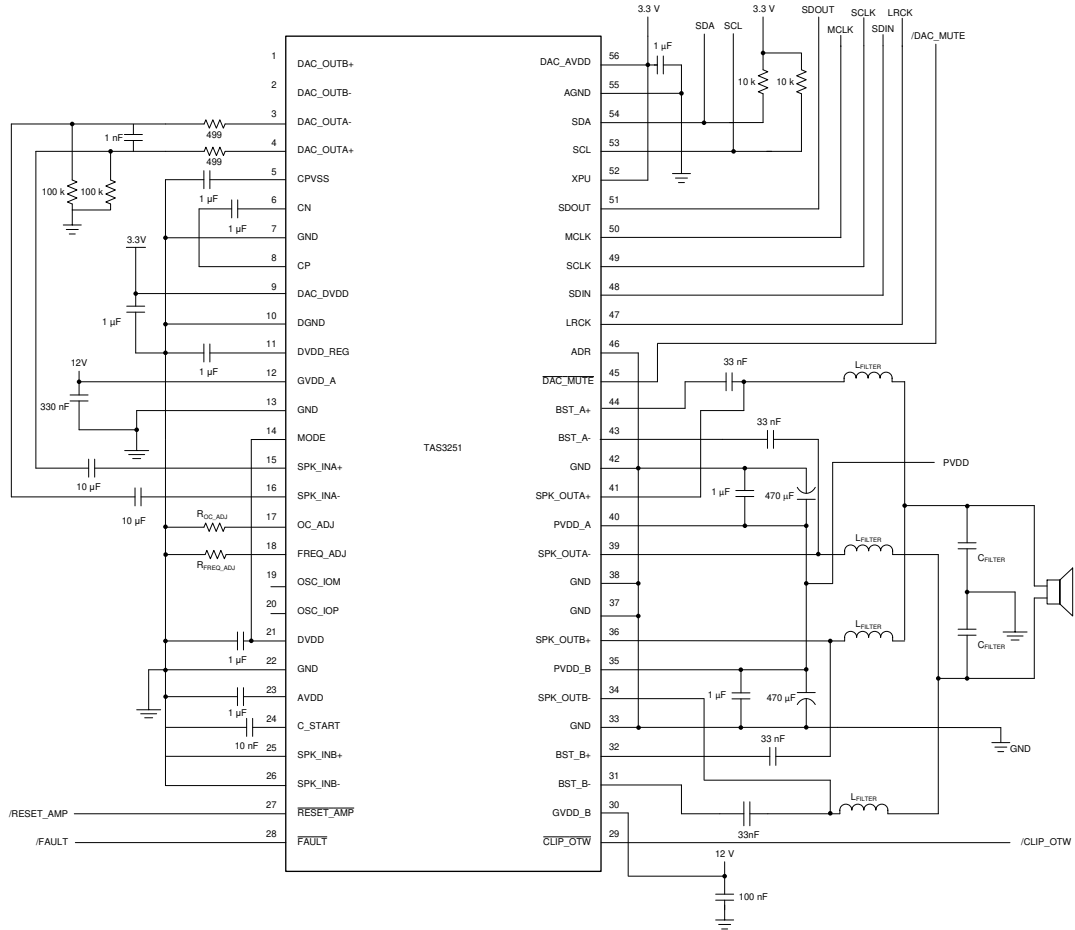 3.3 V
3.3 V
SDOUT
SCLK
LRCK
SDA
SCL
MCLK
SDIN
/DAC_MUTE
1 µF
10 k
10 k
TAS3251
1
DAC_OUTB+
2
DAC_OUTB-
3
DAC_OUTA-
499
1 nF
4
DAC_OUTA+
499
5
CPVSS
100 k
100 k
1 µF
6
CN
1 µF
7
GND
3.3V
8
CP
9
DAC_DVDD
1 µF
10
DGND
11
DVDD_REG
1 µF
12V
12
GVDD_A
330 nF
13
GND
14
MODE
15
SPK_INA+
10 µF
16
SPK_INA-
10 µF
ROC_ADJ
17
OC_ADJ
18
FREQ_ADJ
RFREQ_ADJ
19
OSC_IOM
20
OSC_IOP
21
DVDD
1 µF
22
GND
23
AVDD
1 µF
24
C_START
10 nF
25
SPK_INB+
26
SPK_INB-
/RESET_AMP
27
RESET_AMP
/FAULT
28
FAULT
DAC_AVDD
56
AGND
55
SDA
54
SCL
53
XPU
52
SDOUT
51
MCLK
50
SCLK
49
SDIN
48
LRCK
47
ADR
46
33 nF
LFILTER
DAC_MUTE
45
BST_A+
44
33 nF
BST_A-
43
GND
42
PVDD
SPK_OUTA+
41
1 µF
470 µF
PVDD_A
40
LFILTER
SPK_OUTA-
39
CFILTER
GND
38
GND
37
LFILTER
SPK_OUTB+
36
CFILTER
PVDD_B
35
SPK_OUTB-
34
1 µF
470 µF
GND
33
33 nF
GND
BST_B+
32
BST_B-
31
LFILTER
GVDD_B
30
33nF
CLIP_OTW
29
/CLIP_OTW
12 V
100 nF